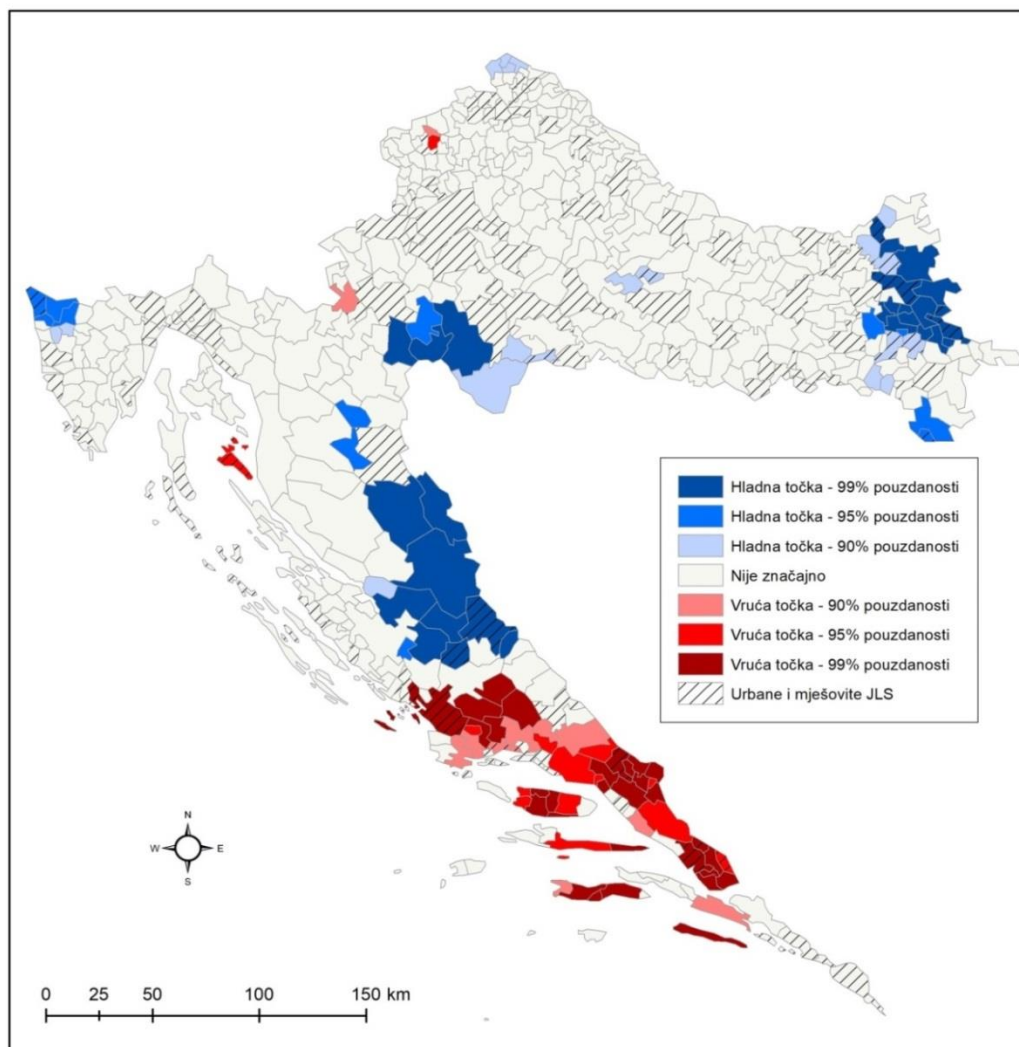 Hladna točka - 99% pouzdanosti
Hladna točka - 95% pouzdanosti
Hladna točka - 90% pouzdanosti
Nije značajno
Vruća točka - 90% pouzdanosti
Vruća točka - 95% pouzdanosti
Vruća točka - 99% pouzdanosti
Urbane i mješovite JLS
N
W E
S
0 25 50 100 150 km